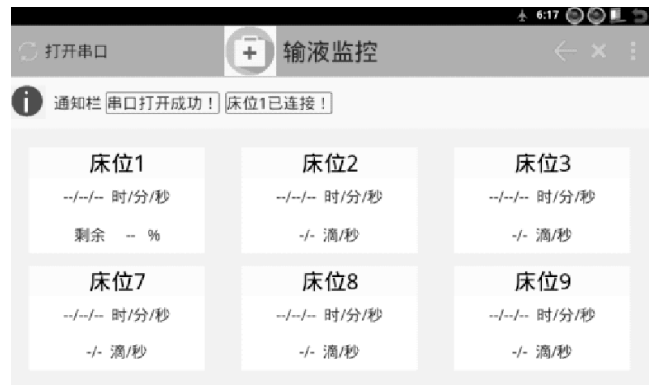 6:17
打开串口 输液监控
通知栏 串口打开成功! 床位1已连接!
床位1 床位2 床位3
--/--/-- 时/分/秒 --/--/-- 时/分/秒 --/--/-- 时/分/秒
剩余 -- % -/- 滴/秒 -/- 滴/秒
床位7 床位8 床位9
--/--/-- 时/分/秒 --/--/-- 时/分/秒 --/--/-- 时/分/秒
-/- 滴/秒 -/- 滴/秒 -/- 滴/秒